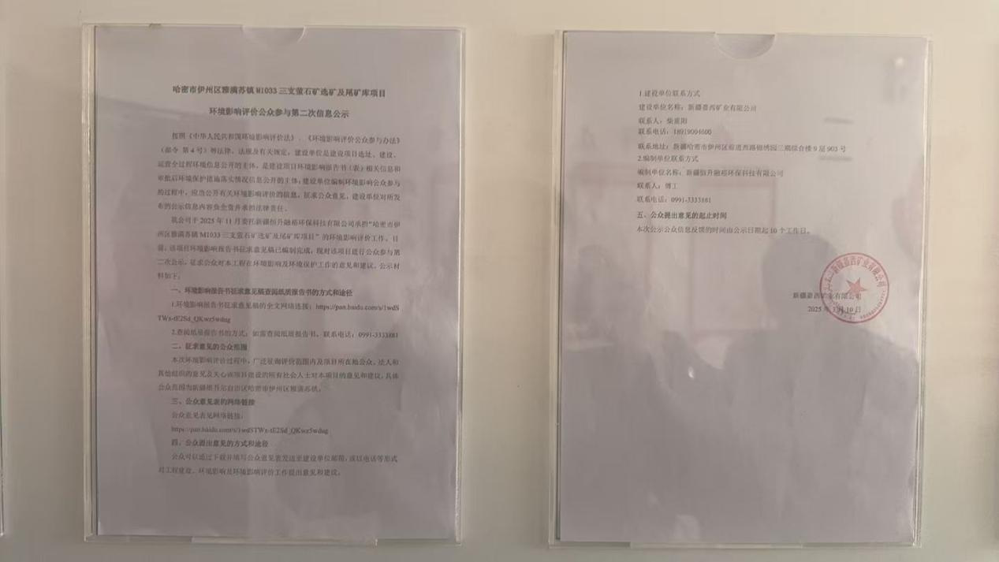 哈密市伊州区雅满苏镇 M1033 三支萤石矿选矿及尾矿库项目
环境影响评价公众参与第二次信息公示
按照《中华人民共和国环境影响评价法》、《环境影响评价公众参与办法》
(部令 第 4 号)等法律、法规及有关规定，建设单位是建设项目选址、建设、
运营全过程环境信息公开的主体，是建设项目环境影响报告书（表）相关信息和
审批后环境保护措施落实情况信息公开的主体；建设单位编制环境影响公众参与
的过程中，应当公开有关环境影响评价的信息，征求公众意见，建设单位对所发
布的公示信息内容负全责并承担法律责任。
我公司于 2025 年 11 月委托新疆恒升融裕环保科技有限公司承担“哈密市伊
州区雅满苏镇 M1033 三支萤石矿选矿及尾矿库项目”的环境影响评价工作。目
前，该项目环境影响报告书征求意见稿已编制完成，现对该项目进行公众参与第
二次公示，征求公众对本工程在环境影响及环境保护工作的意见和建议。公示材
料如下：
一、环境影响报告书征求意见稿查阅纸质报告书的方式和途径
1.环境影响报告书征求意见稿的全文网络连接：https://pan.baidu.com/s/1wdS
TWx-tE2Sd_QKwz5wdug
2.查阅纸质报告书的方式：如需查阅纸质报告书，联系电话：0991-3333881
二、征求意见的公众范围
本次环境影响评价过程中，广泛征询评价范围内及项目所在地公众、法人和
其他组织的意见及关心该项目建设的所有社会人士对本项目的意见和建议。具体
公众范围为新疆维吾尔自治区哈密市伊州区雅满苏镇。
三、公众意见表的网络链接
公众意见表见网络链接：
https://pan.baidu.com/s/1wdSTWx-tE2Sd_QKwz5wdug
四、公众提出意见的方式和途径
公众可以通过下载并填写公众意见表发送至建设单位邮箱，或以电话等形式
对工程建设、环境影响及环境影响评价工作提出意见和建议。
1.建设单位联系方式
建设单位名称：新疆嘉西矿业有限公司
联系人：柴重阳
联系电话：18919004600
联系地址：新疆哈密市伊州区前进西路锦绣园三期综合楼 9 层 903 号
2.编制单位联系方式
编制单位名称：新疆恒升融裕环保科技有限公司
联系人：傅工
联系电话：0991-3333881
五、公众提出意见的起止时间
本次公示公众信息反馈的时间由公示日期起 10 个工作日。
新疆嘉西矿业有限公司
2025 年 月 10 日